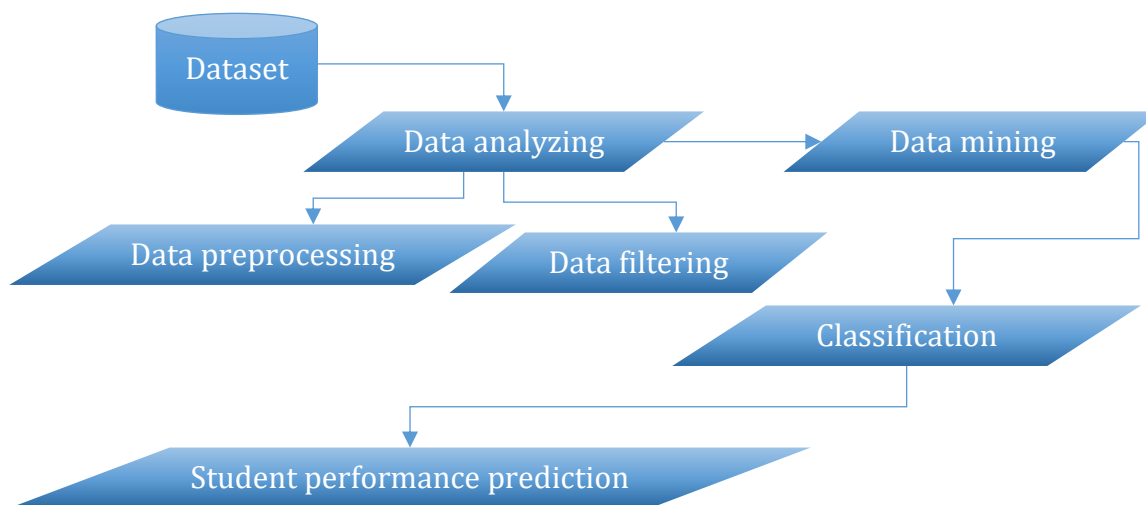 Dataset
Data analyzing
Data mining
Data preprocessing
Data filtering
Classification
Student performance prediction